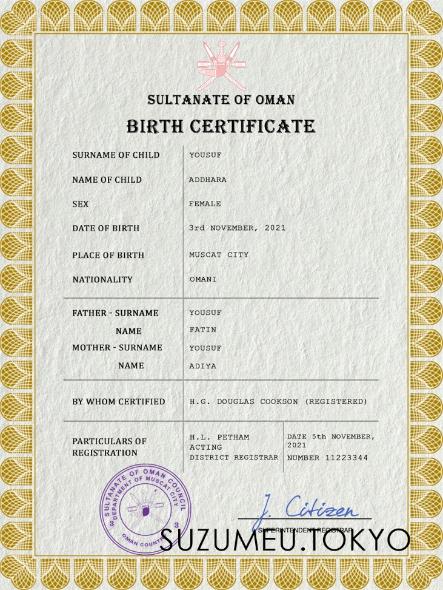 SULTANATE OF OMAN
BIRTH CERTIFICATE
SURNAME OF CHILD YOUSUF
NAME OF CHILD ADDHARA
SEX FEMALE
DATE OF BIRTH 3rd NOVEMBER, 2021
PLACE OF BIRTH MUSCAT CITY
NATIONALITY OMANI
FATHER - SURNAME YOUSUF
NAME FATIN
MOTHER - SURNAME YOUSUF
NAME ADIYA
BY WHOM CERTIFIED H.G. DOUGLAS COOKSON (REGISTERED)
PARTICULARS OF REGISTRATION
H.L. PETHAM
ACTING
DISTRICT REGISTRAR
DATE 5th NOVEMBER,
2021
NUMBER 11223344
SULTANATE OF OMAN COUNCIL
DEPARTMENT OF MUSCAT CITY
OMAN COUNTRY
J. Citizen
SUPERINTENDENT REGISTRAR
SUZUMEU.TOKYO